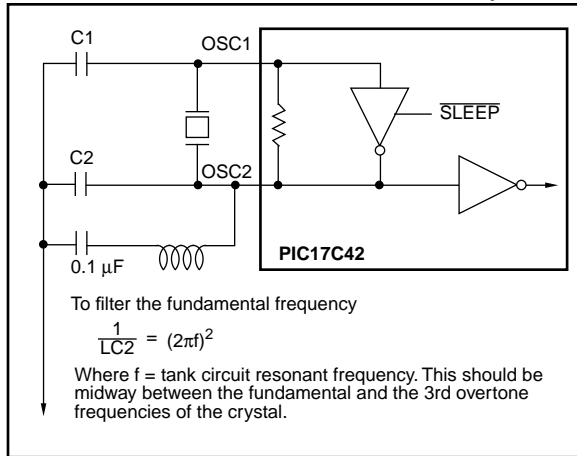 C1
OSC1
SLEEP
C2
OSC2
PIC17C42
0.1 µF
To filter the fundamental frequency
1/LC2 = (2πf)²
Where f = tank circuit resonant frequency. This should be
midway between the fundamental and the 3rd overtone
frequencies of the crystal.